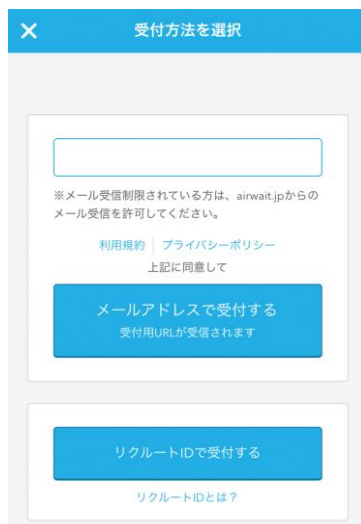 × 受付方法を選択
※メール受信制限されている方は、airwait.jpからの
メール受信を許可してください。
利用規約 | プライバシーポリシー
上記に同意して
メールアドレスで受付する
受付用URLが受信されます
リクルートIDで受付する
リクルートIDとは？